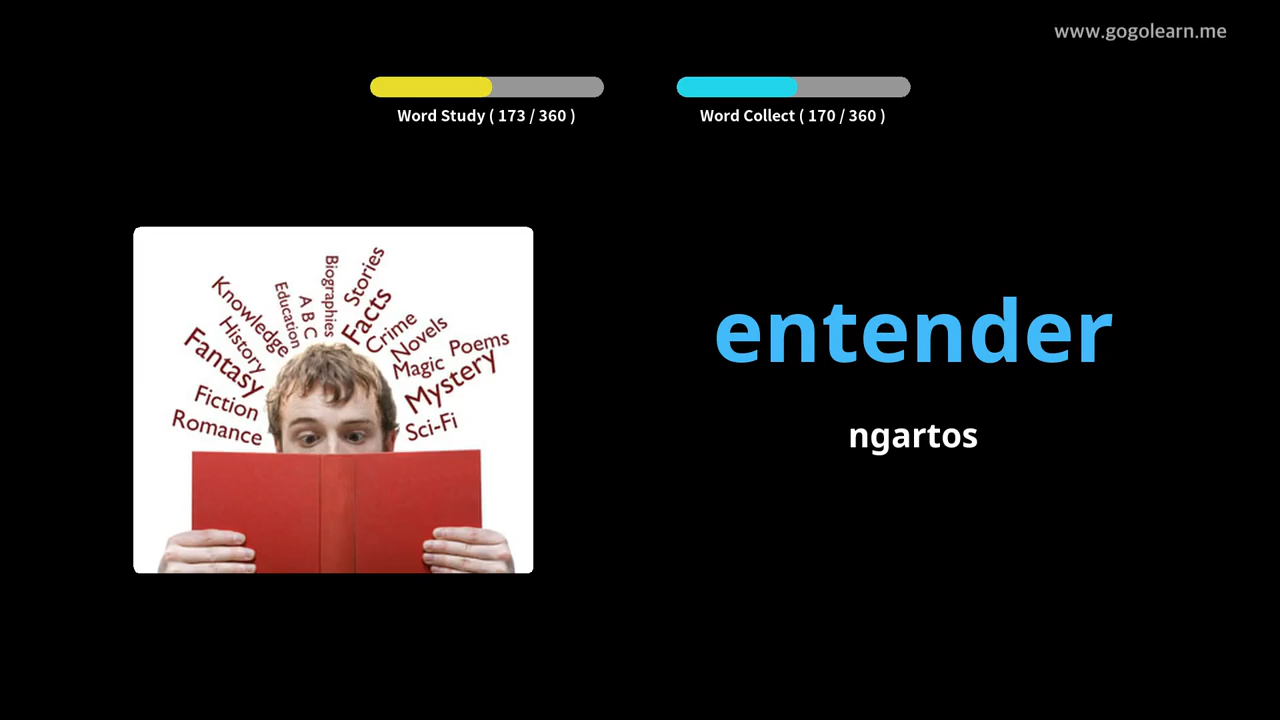 www.gogolearn.me
Word Study ( 173 / 360 )
Word Collect ( 170 / 360 )
Biographies
Stories
Knowledge
Education
A B C
Facts
History
Crime
Novels
Fantasy
Magic
Poems
Fiction
Mystery
Romance
Sci-Fi
entender
ngartos